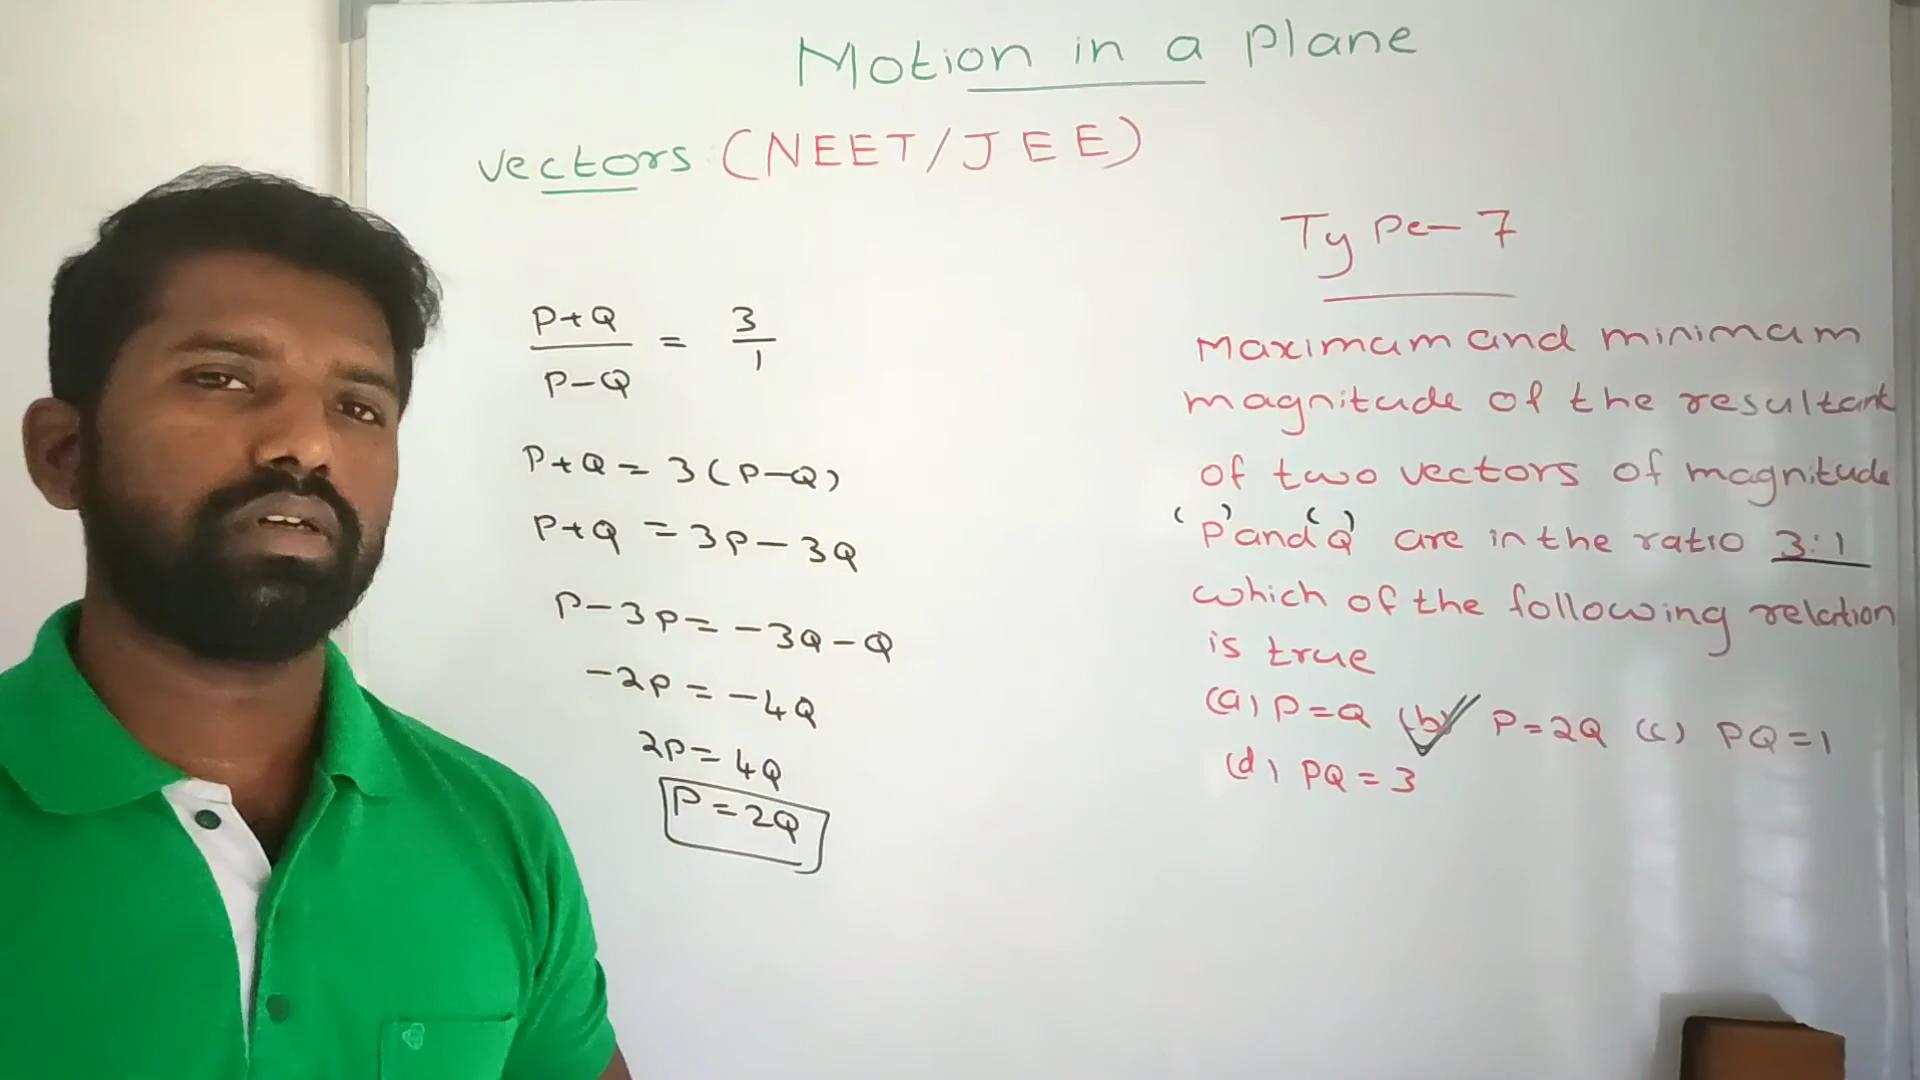 Motion in a plane
vectors (NEET/JEE)
Type-7
P+Q / P-Q = 3/1
P+Q = 3(P-Q)
P+Q = 3P-3Q
P-3P = -3Q-Q
-2P = -4Q
2P = 4Q
P = 2Q
Maximum and minimum
magnitude of the resultant
of two vectors of magnitude
'P' and 'Q' are in the ratio 3:1
which of the following relation
is true
(a) P=Q (b) P=2Q (c) PQ=1
(d) PQ=3